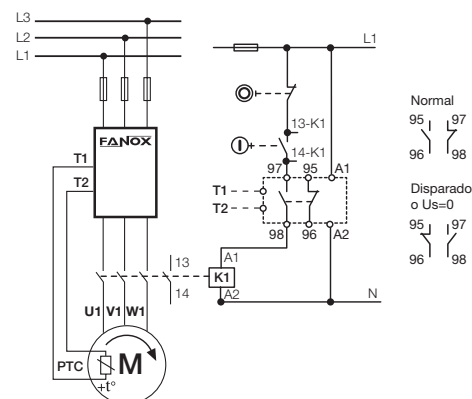 L3
L2
L1
FANOX
T1
T2
13
14
U1 V1 W1
PTC
M
+t°
L1
13-K1
14-K1
97 95 A1
T1
T2
98 96 A2
A1
K1
A2
N
Normal
95 97
96 98
Disparado
o Us=0
95 97
96 98